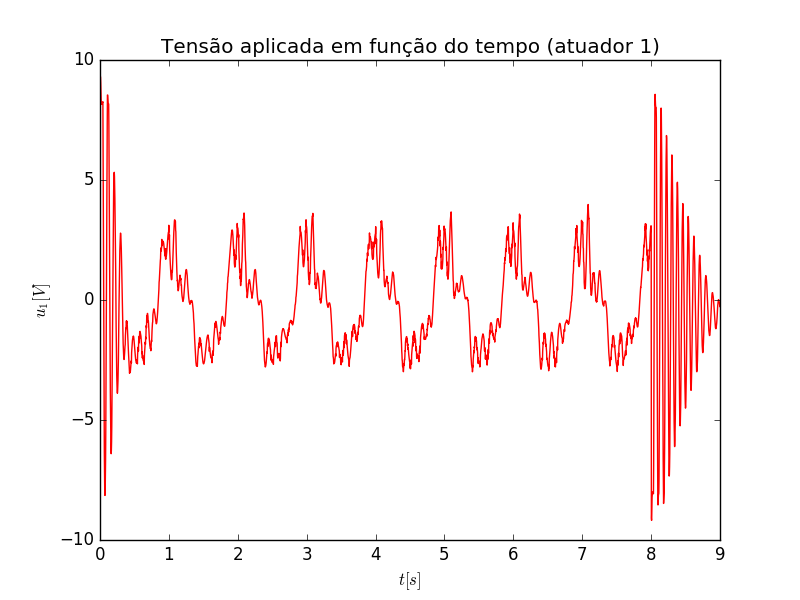 Tensão aplicada em função do tempo (atuador 1)
10
5
0
−5
−10
u₁[V]
0 1 2 3 4 5 6 7 8 9
t[s]